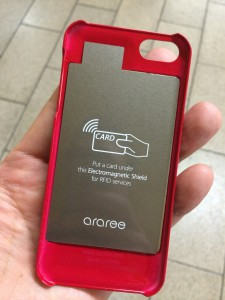 CARD
Put a card under
this Electromagnetic Shield
for RFID services
araree